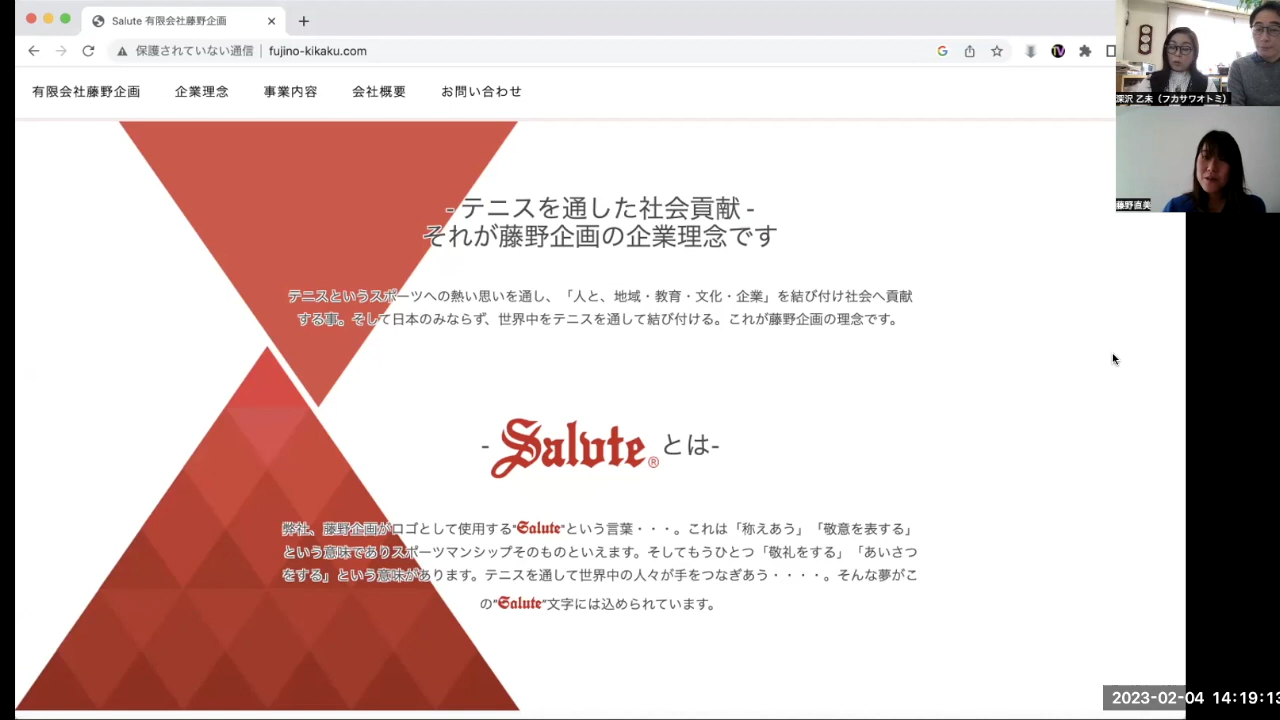 Salute 有限会社藤野企画
保護されていない通信 | fujino-kikaku.com
有限会社藤野企画 企業理念 事業内容 会社概要 お問い合わせ
- テニスを通した社会貢献 -
それが藤野企画の企業理念です
テニスというスポーツへの熱い思いを通し、「人と、地域・教育・文化・企業」を結び付け社会へ貢献
する事。そして日本のみならず、世界中をテニスを通して結び付ける。これが藤野企画の理念です。
- Salute® とは-
弊社、藤野企画がロゴとして使用する"Salute"という言葉・・・。これは「称えあう」「敬意を表する」
という意味でありスポーツマンシップそのものといえます。そしてもうひとつ「敬礼をする」「あいさつ
をする」という意味があります。テニスを通して世界中の人々が手をつなぎあう・・・・。そんな夢がこ
の"Salute"文字には込められています。
深沢 乙未（フカサワオトミ）
藤野直美
2023-02-04 14:19:13